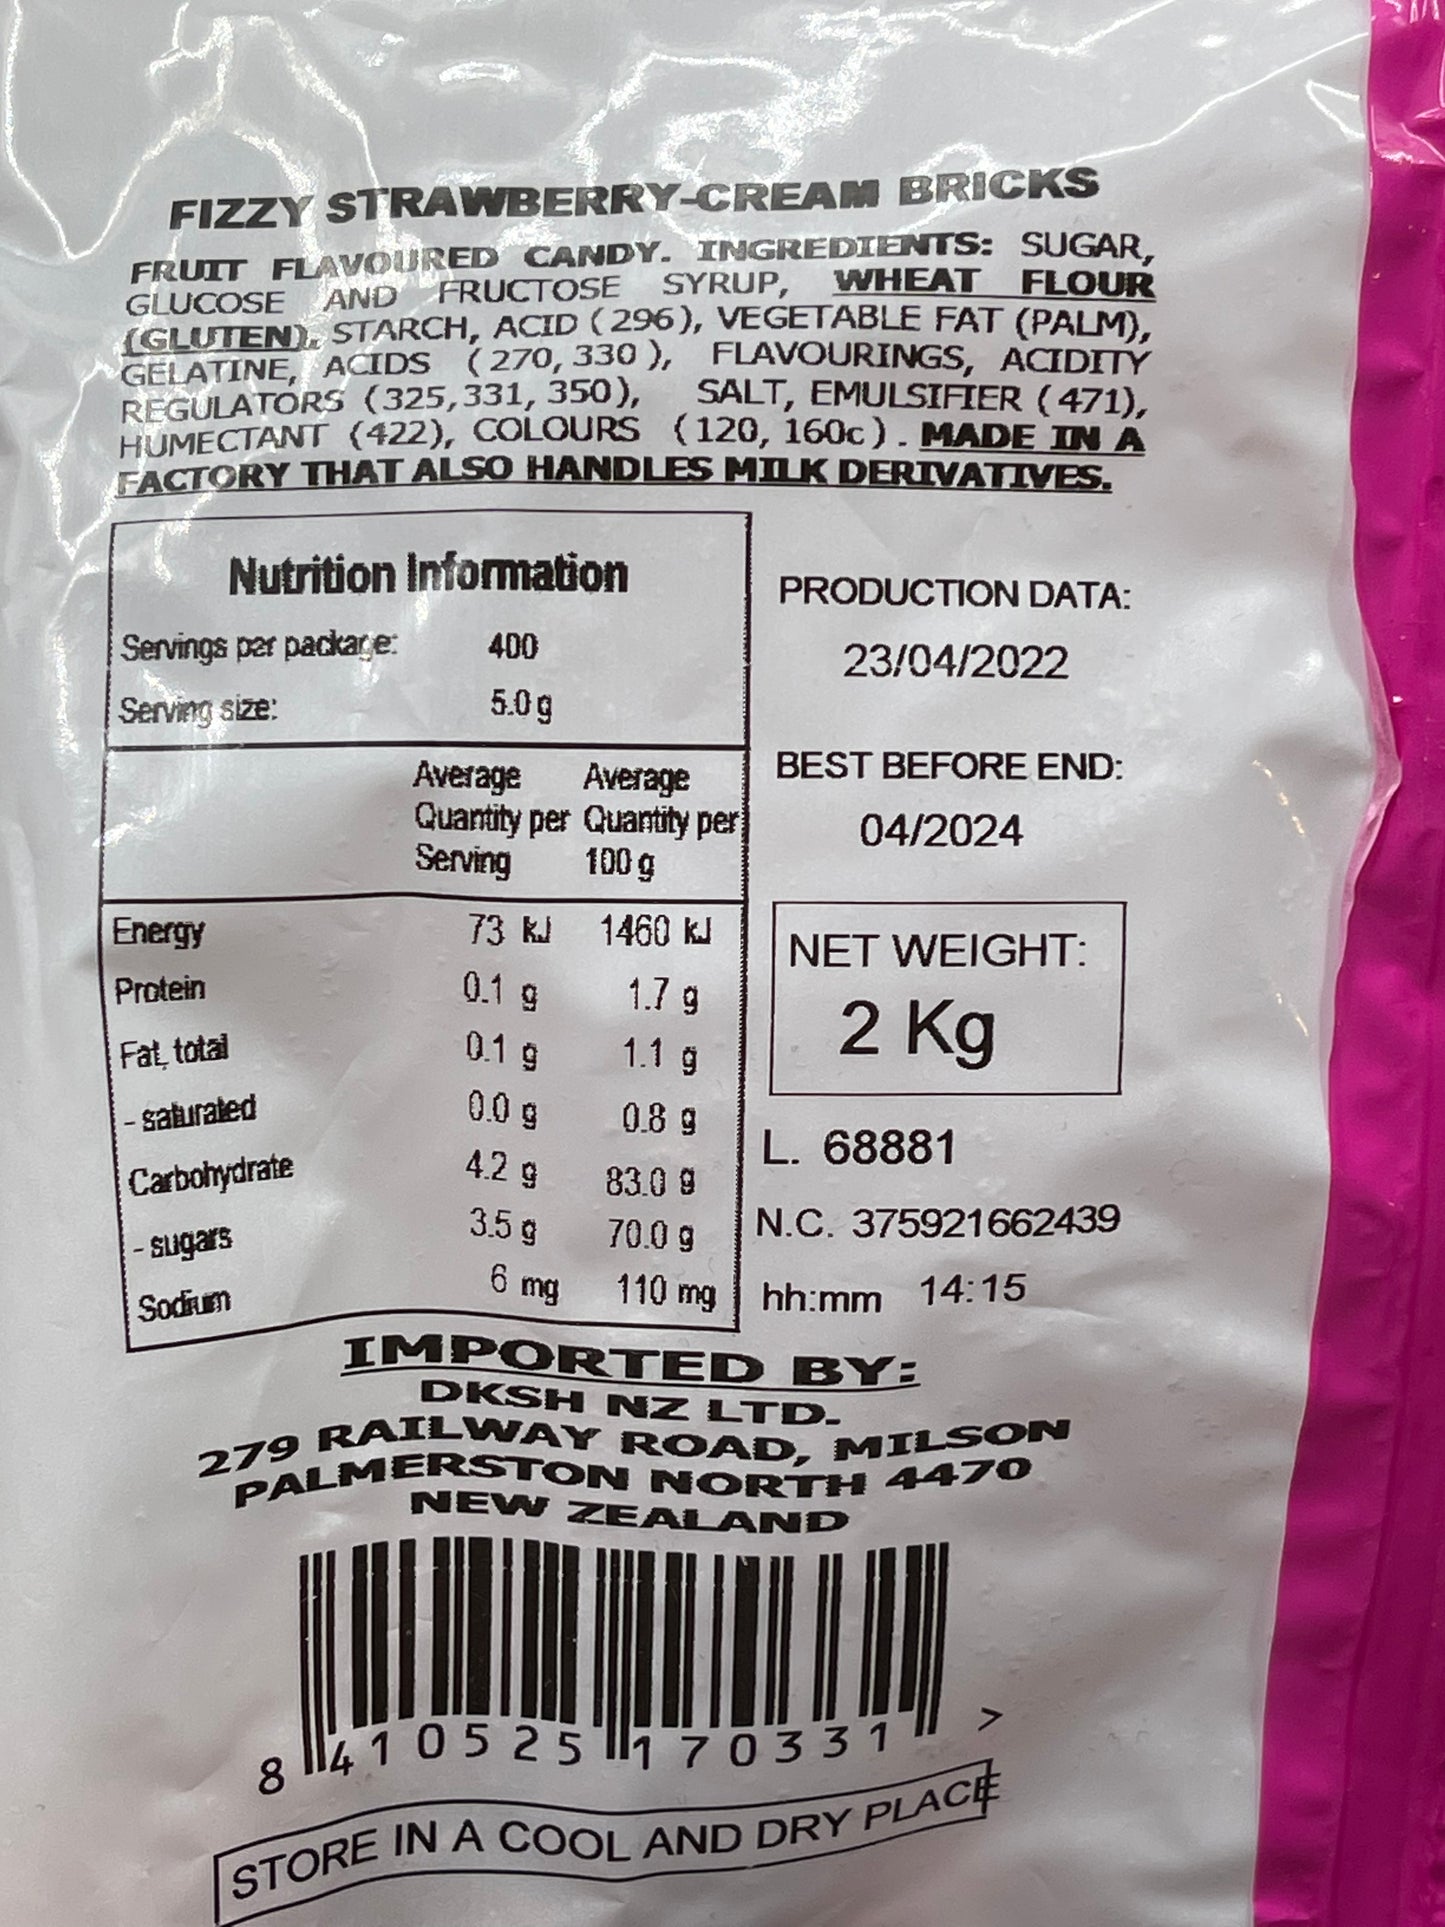 FIZZY STRAWBERRY-CREAM BRICKS
FRUIT FLAVOURED CANDY. INGREDIENTS: SUGAR,
GLUCOSE AND FRUCTOSE SYRUP, WHEAT FLOUR
(GLUTEN), STARCH, ACID (296), VEGETABLE FAT (PALM),
GELATINE, ACIDS (270, 330 ), FLAVOURINGS, ACIDITY
REGULATORS (325,331, 350), SALT, EMULSIFIER (471),
HUMECTANT (422), COLOURS (120, 160c). MADE IN A
FACTORY THAT ALSO HANDLES MILK DERIVATIVES.
Nutrition Information
Servings per package: 400
Serving size: 5.0 g
Average Average
Quantity per Quantity per
Serving 100 g
Energy 73 kJ 1460 kJ
Protein 0.1 g 1.7 g
Fat, total 0.1 g 1.1 g
- saturated 0.0 g 0.8 g
Carbohydrate 4.2 g 83.0 g
- sugars 3.5 g 70.0 g
Sodium 6 mg 110 mg
PRODUCTION DATA:
23/04/2022
BEST BEFORE END:
04/2024
NET WEIGHT:
2 Kg
L. 68881
N.C. 375921662439
hh:mm 14:15
IMPORTED BY:
DKSH NZ LTD.
279 RAILWAY ROAD, MILSON
PALMERSTON NORTH 4470
NEW ZEALAND
8 410525 170331 >
STORE IN A COOL AND DRY PLACE